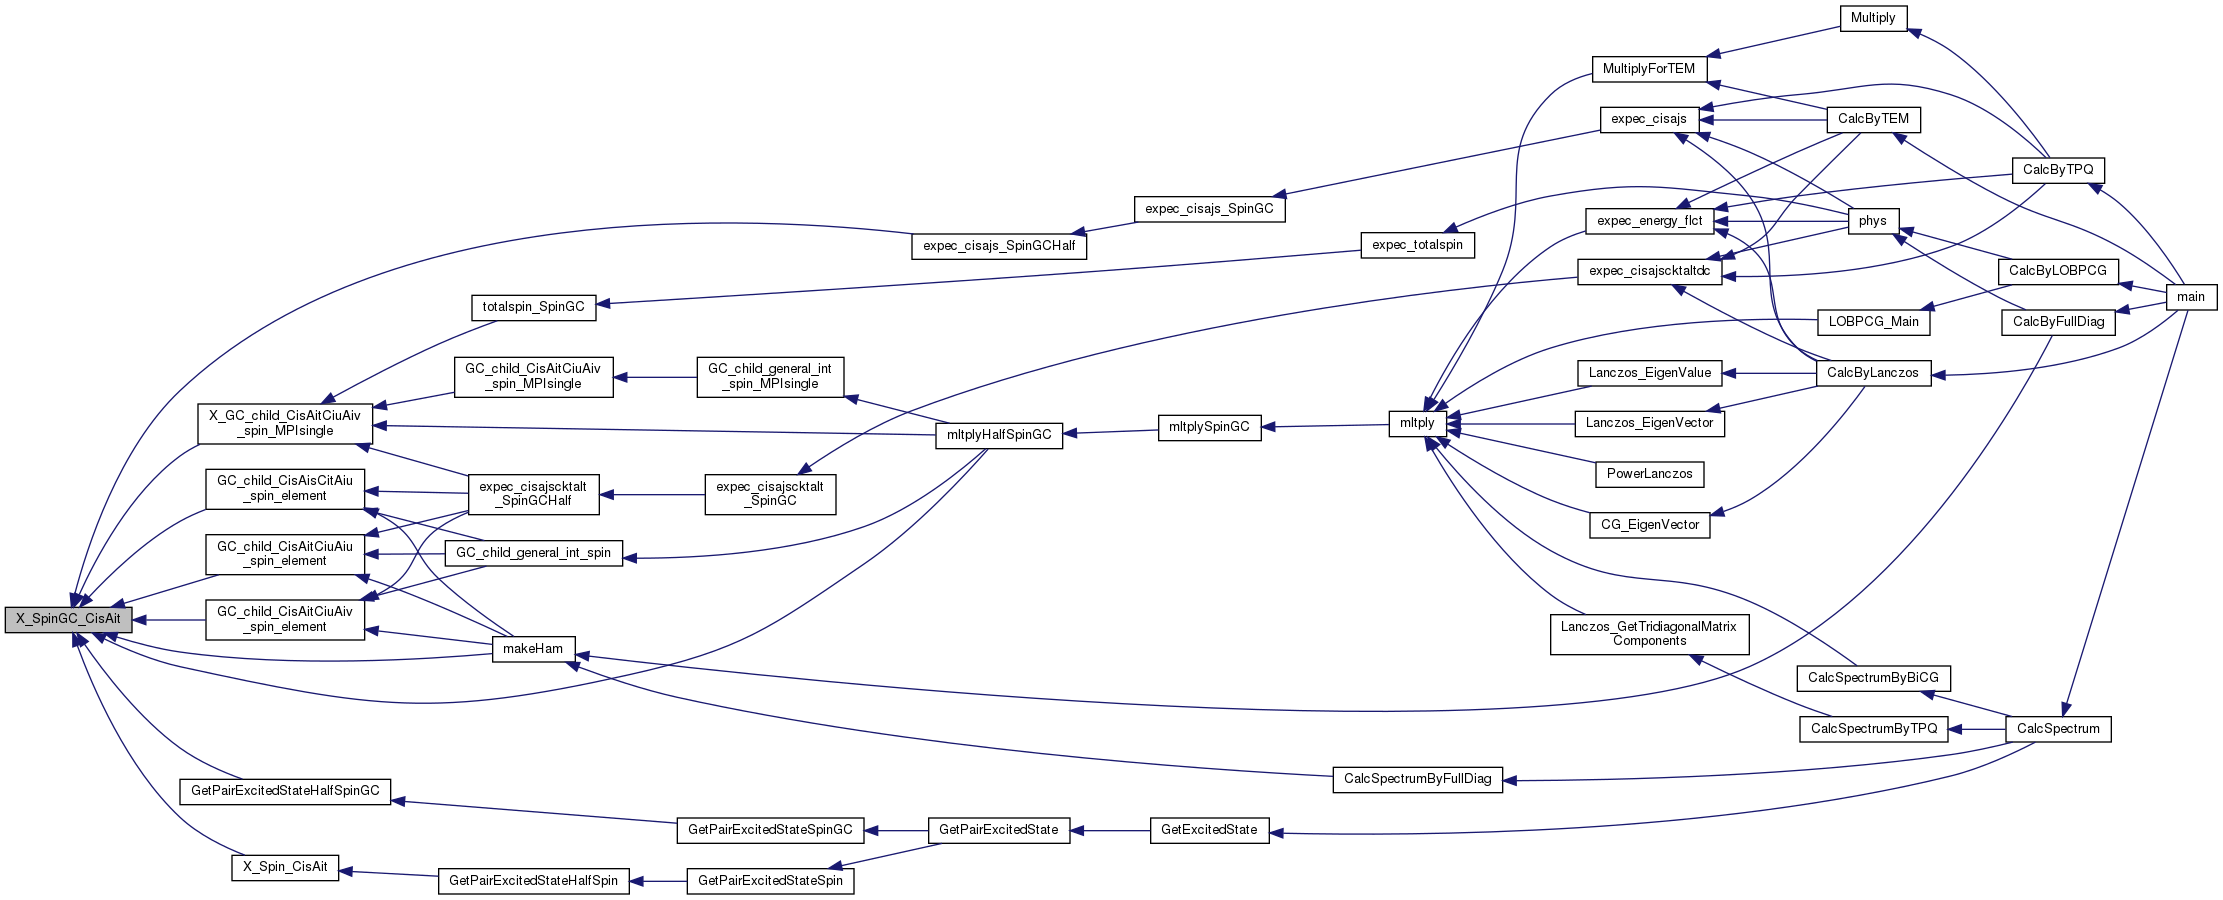 Multiply
MultiplyForTEM
expec_cisajs
CalcByTEM
CalcByTPQ
expec_cisajs_SpinGC
expec_energy_flct
phys
expec_cisajs_SpinGCHalf
expec_totalspin
expec_cisajscktaltdc
CalcByLOBPCG
main
totalspin_SpinGC
LOBPCG_Main
CalcByFullDiag
GC_child_CisAitCiuAiv
_spin_MPIsingle
GC_child_general_int
_spin_MPIsingle
Lanczos_EigenValue
CalcByLanczos
X_GC_child_CisAitCiuAiv
_spin_MPIsingle
mltplyHalfSpinGC
mltplySpinGC
mltply
Lanczos_EigenVector
GC_child_CisAisCitAiu
_spin_element
expec_cisajscktalt
_SpinGCHalf
expec_cisajscktalt
_SpinGC
PowerLanczos
CG_EigenVector
GC_child_CisAitCiuAiu
_spin_element
GC_child_general_int_spin
X_SpinGC_CisAit
GC_child_CisAitCiuAiv
_spin_element
makeHam
Lanczos_GetTridiagonalMatrix
Components
CalcSpectrumByBiCG
CalcSpectrumByTPQ
CalcSpectrum
CalcSpectrumByFullDiag
GetPairExcitedStateHalfSpinGC
GetPairExcitedStateSpinGC
GetPairExcitedState
GetExcitedState
X_Spin_CisAit
GetPairExcitedStateHalfSpin
GetPairExcitedStateSpin